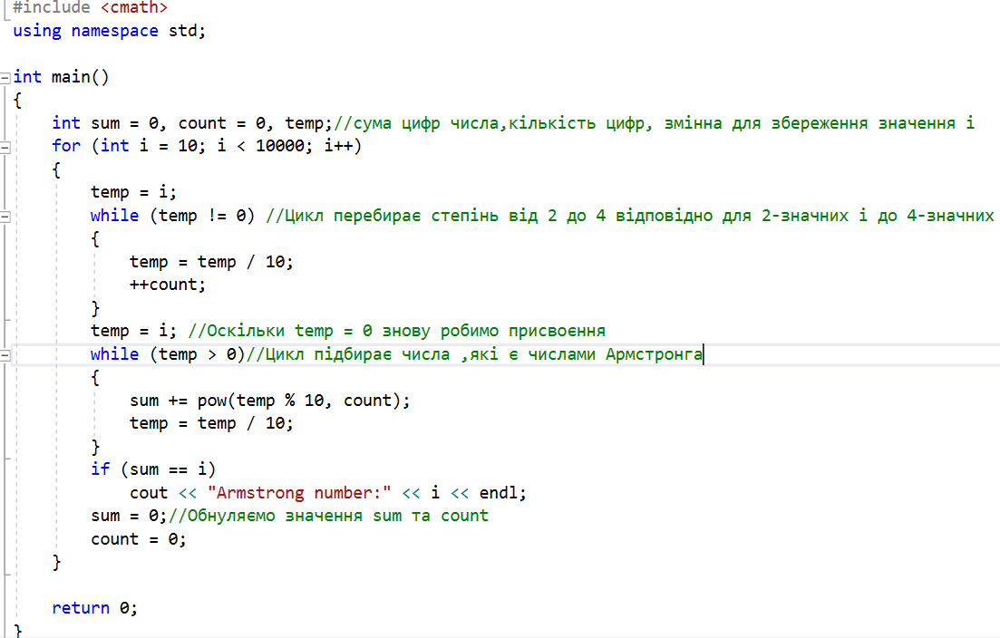 #include <cmath>
using namespace std;
int main()
{
int sum = 0, count = 0, temp;//сума цифр числа,кількість цифр, змінна для збереження значення і
for (int i = 10; i < 10000; i++)
{
temp = i;
while (temp != 0) //Цикл перебирає степінь від 2 до 4 відповідно для 2-значних і до 4-значних
{
temp = temp / 10;
++count;
}
temp = i; //Оскільки temp = 0 знову робимо присвоєння
while (temp > 0)//Цикл підбирає числа ,які є числами Армстронга
{
sum += pow(temp % 10, count);
temp = temp / 10;
}
if (sum == i)
cout << "Armstrong number:" << i << endl;
sum = 0;//Обнуляємо значення sum та count
count = 0;
}
return 0;
}